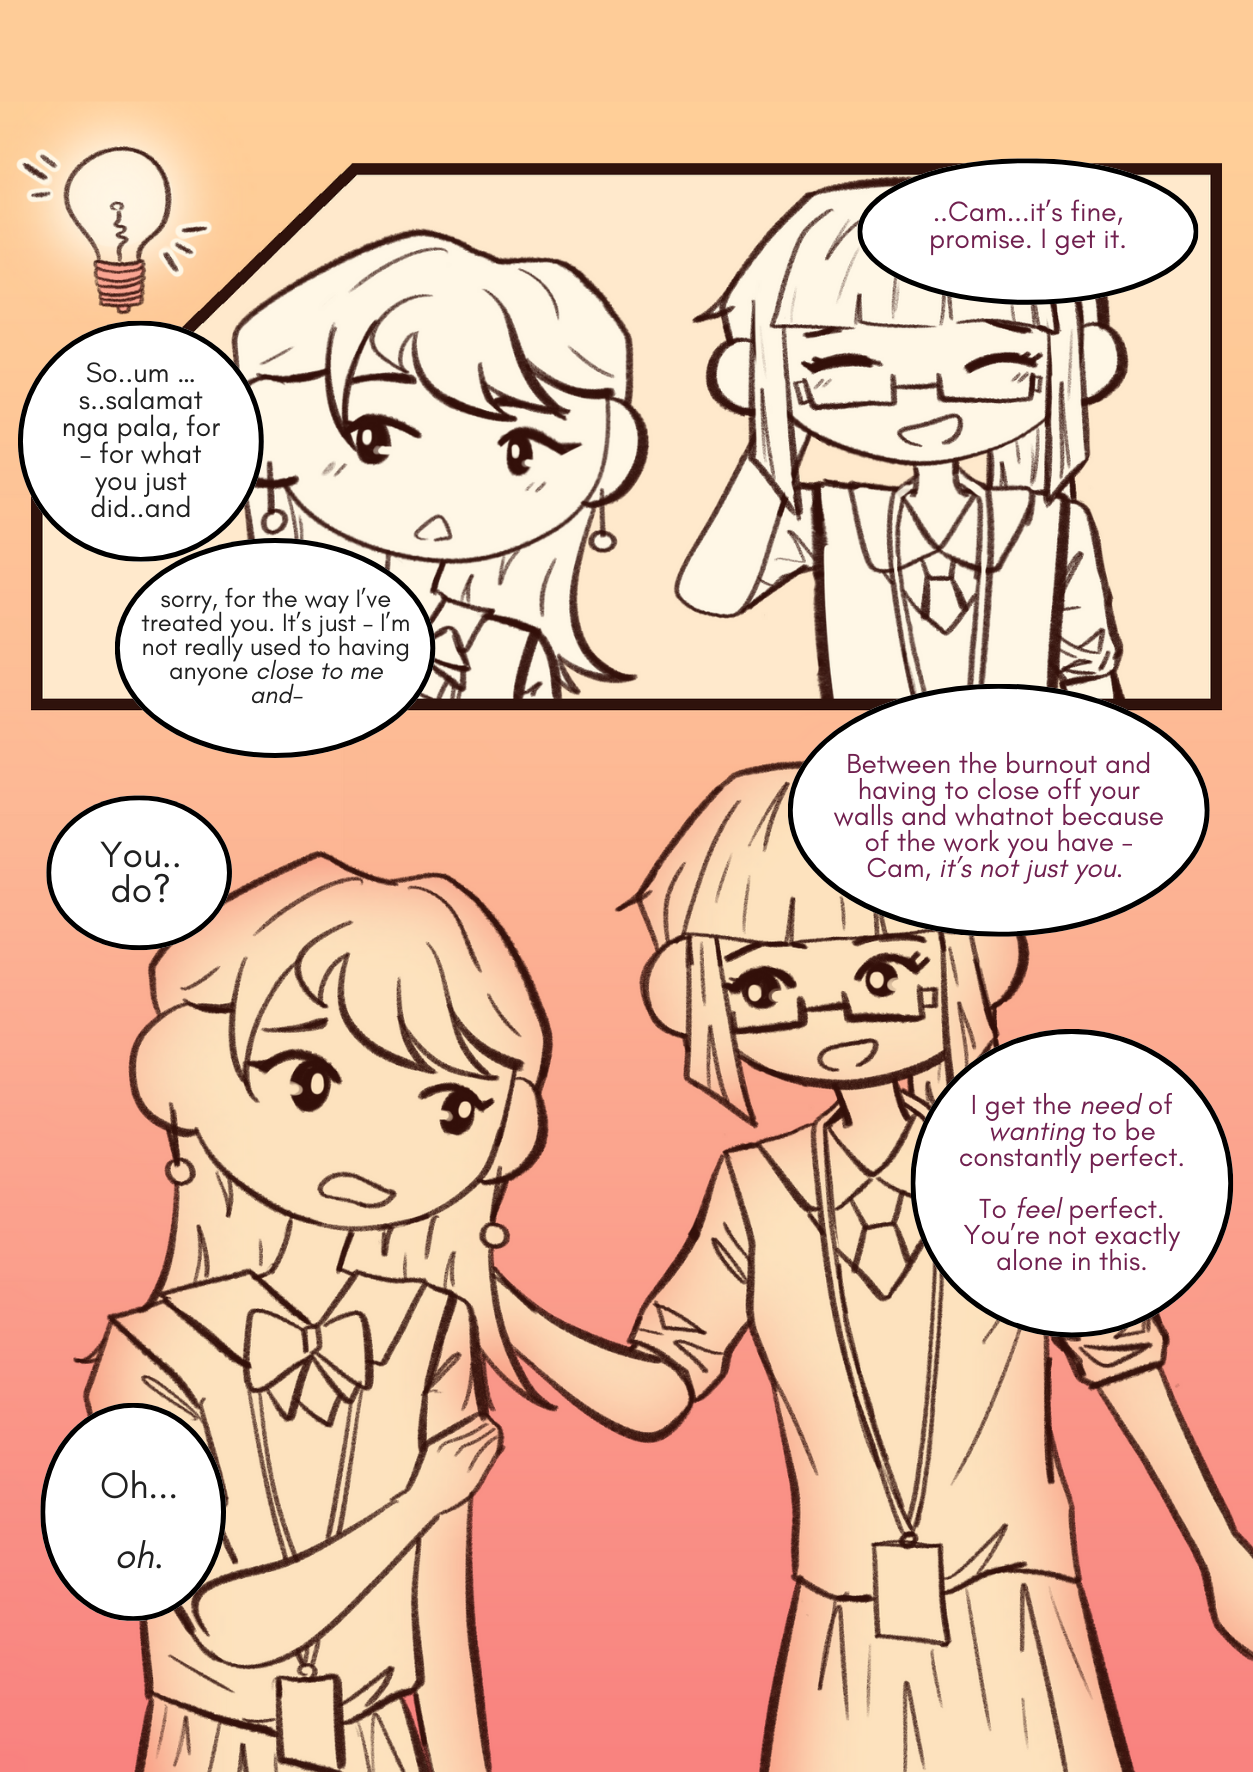 So..um ...
s..salamat
nga pala, for
- for what
you just
did..and
sorry, for the way I've
treated you. It's just - I'm
not really used to having
anyone close to me
and-
..Cam...it's fine,
promise. I get it.
You..
do?
Between the burnout and
having to close off your
walls and whatnot because
of the work you have -
Cam, it's not just you.
I get the need of
wanting to be
constantly perfect.
To feel perfect.
You're not exactly
alone in this.
Oh...
oh.